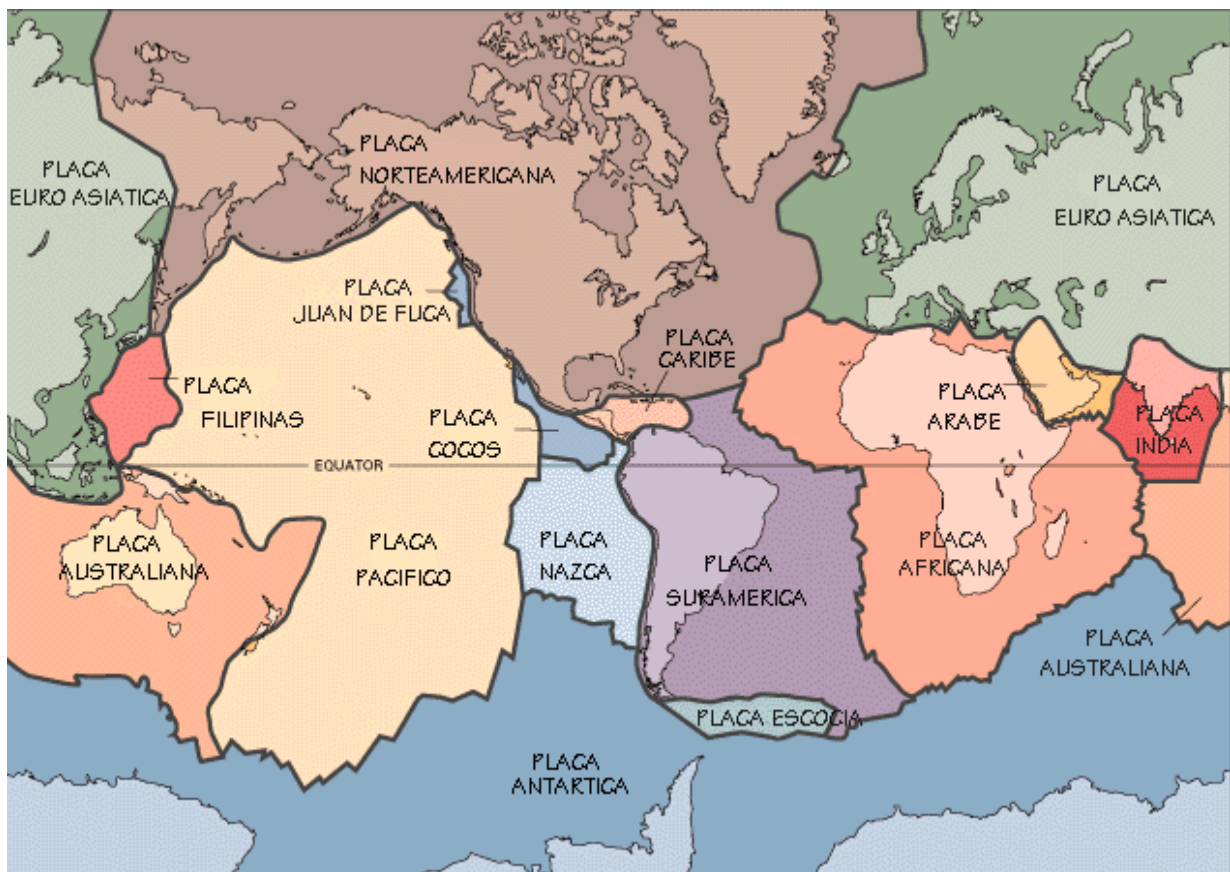 PLACA
NORTEAMERICANA
PLACA
EURO ASIATICA
PLACA
EURO ASIATICA
PLACA
JUAN DE FUCA
PLACA
CARIBE
PLACA
FILIPINAS
PLACA
COCOS
PLACA
ARABE
PLACA
INDIA
EQUATOR
PLACA
AUSTRALIANA
PLACA
PACIFICO
PLACA
NAZCA
PLACA
SURAMERICA
PLACA
AFRICANA
PLACA
AUSTRALIANA
PLACA ESCOCIA
PLACA
ANTARTICA